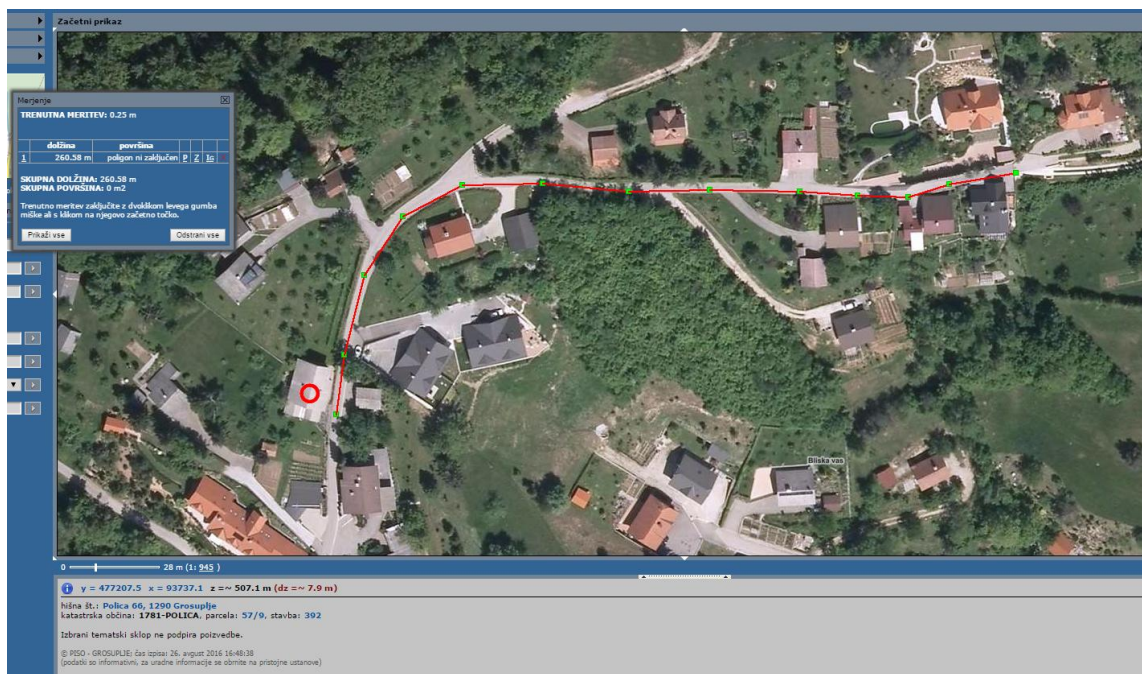 Začetni prikaz
Merjenje
TRENUTNA MERITEV: 0.25 m
dolžina površina
1 260.58 m poligon ni zaključen P Z IG
SKUPNA DOLŽINA: 260.58 m
SKUPNA POVRŠINA: 0 m2
Trenutno meritev zaključite z dvoklikom levega gumba
miške ali s klikom na njegovo začetno točko.
Prikaži vse Odstrani vse
Bliska vas
0 28 m (1: 945 )
y = 477207.5 x = 93737.1 z =~ 507.1 m (dz =~ 7.9 m)
hišna št.: Polica 66, 1290 Grosuplje
katastrska občina: 1781-POLICA, parcela: 57/9, stavba: 392
Izbrani tematski sklop ne podpira poizvedbe.
© PISO - GROSUPLJE; čas izpisa: 26. avgust 2016 16:48:38
(podatki so informativni, za uradne informacije se obrnite na pristojne ustanove)